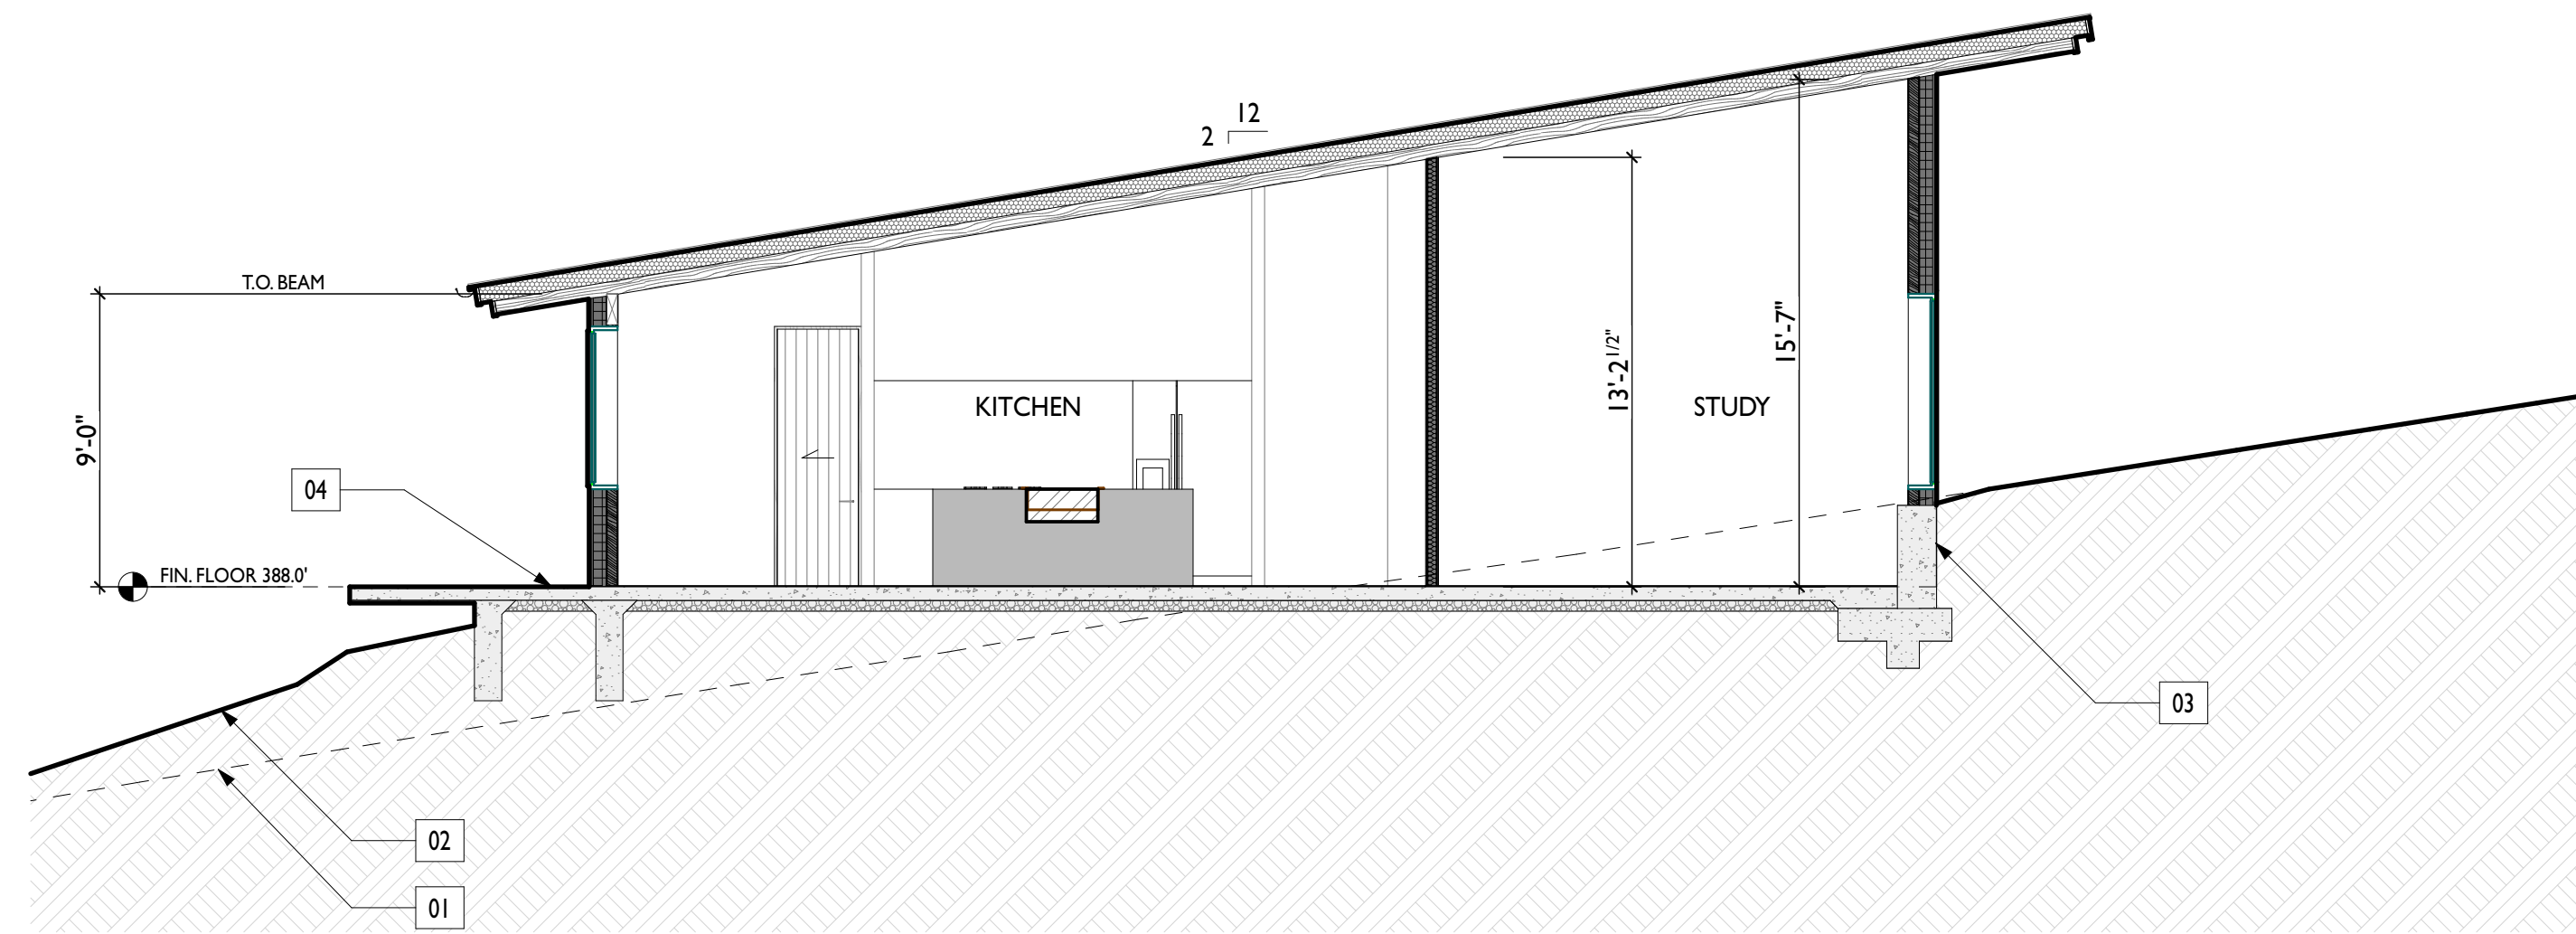 12
2
T.O. BEAM
9'-0"
KITCHEN
13'-2 1/2"
15'-7"
STUDY
04
FIN. FLOOR 388.0'
03
02
01